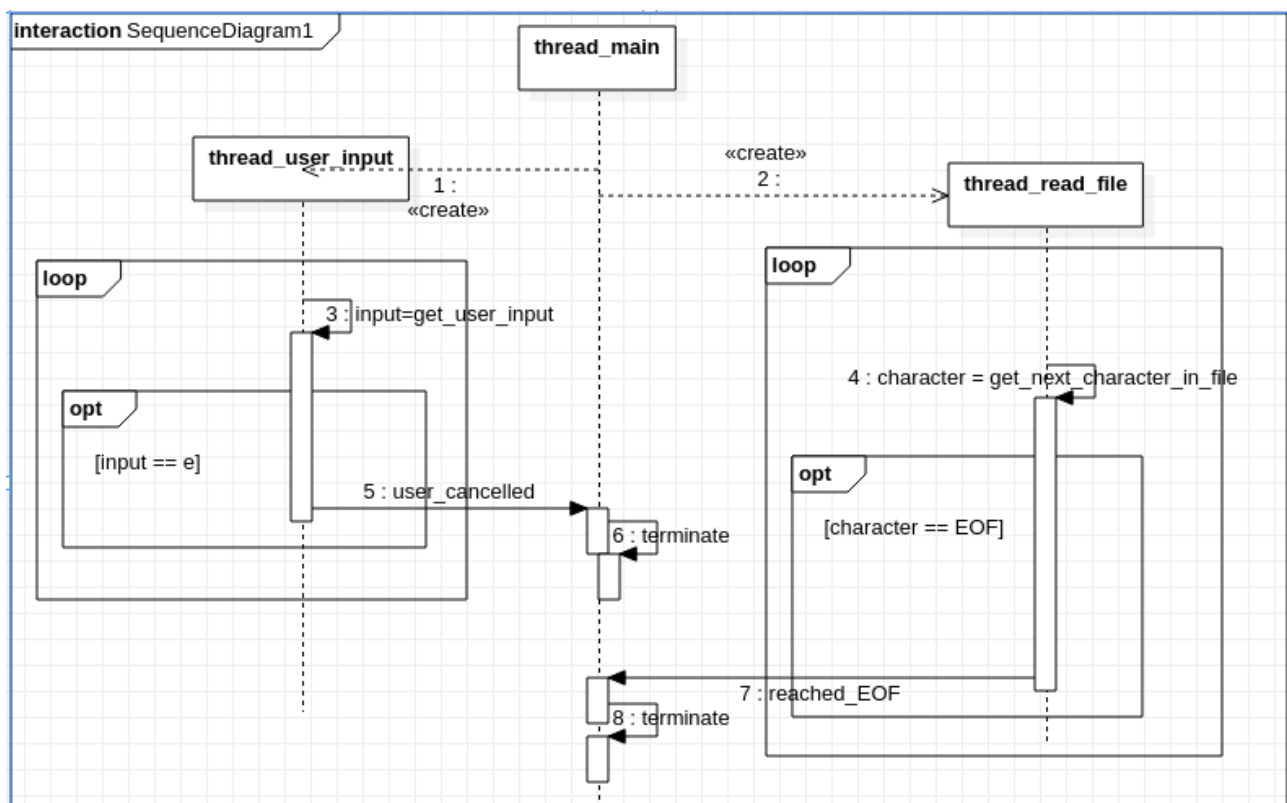 interaction SequenceDiagram1
thread_main
thread_user_input
«create»
2 :
thread_read_file
1 :
«create»
loop
loop
3 : input=get_user_input
4 : character = get_next_character_in_file
opt
[input == e]
opt
5 : user_cancelled
6 : terminate
[character == EOF]
7 : reached_EOF
8 : terminate